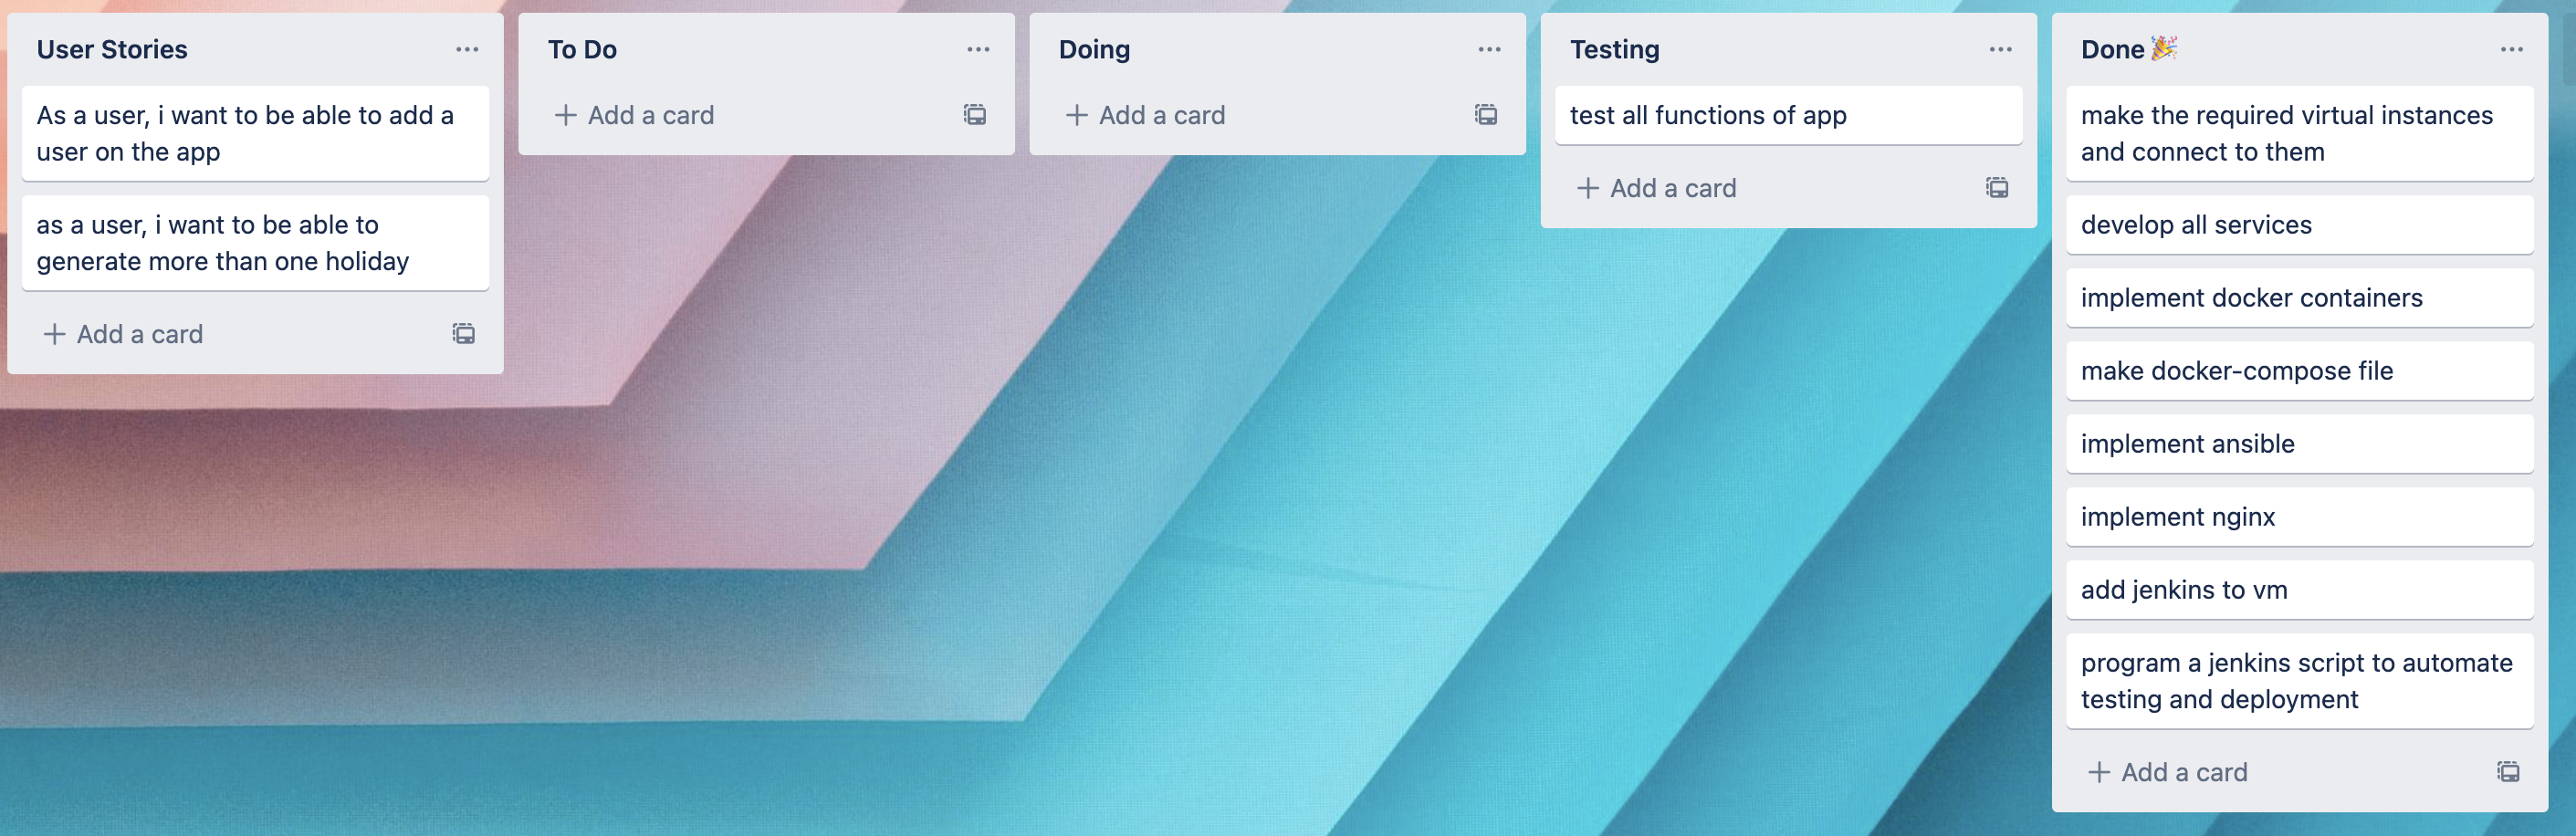 User Stories
As a user, i want to be able to add a
user on the app
as a user, i want to be able to
generate more than one holiday
+ Add a card
To Do
+ Add a card
Doing
+ Add a card
Testing
test all functions of app
+ Add a card
Done🎉
make the required virtual instances
and connect to them
develop all services
implement docker containers
make docker-compose file
implement ansible
implement nginx
add jenkins to vm
program a jenkins script to automate
testing and deployment
+ Add a card